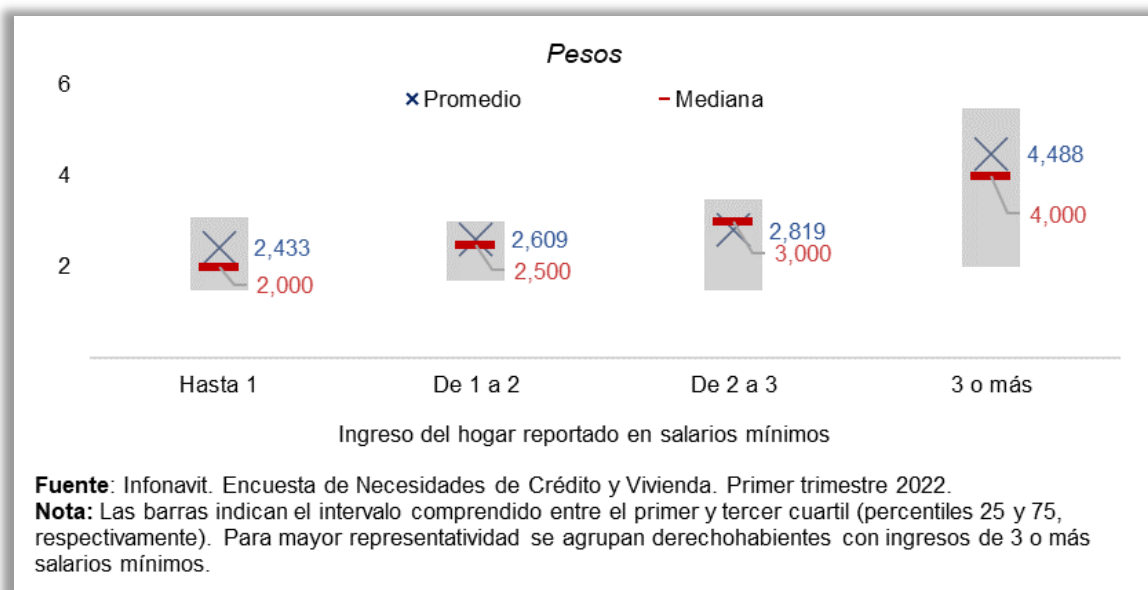 Pesos
6
× Promedio
– Mediana
4
2
2,433
2,000
2,609
2,500
2,819
3,000
4,488
4,000
Hasta 1
De 1 a 2
De 2 a 3
3 o más
Ingreso del hogar reportado en salarios mínimos
Fuente: Infonavit. Encuesta de Necesidades de Crédito y Vivienda. Primer trimestre 2022.
Nota: Las barras indican el intervalo comprendido entre el primer y tercer cuartil (percentiles 25 y 75,
respectivamente). Para mayor representatividad se agrupan derechohabientes con ingresos de 3 o más
salarios mínimos.